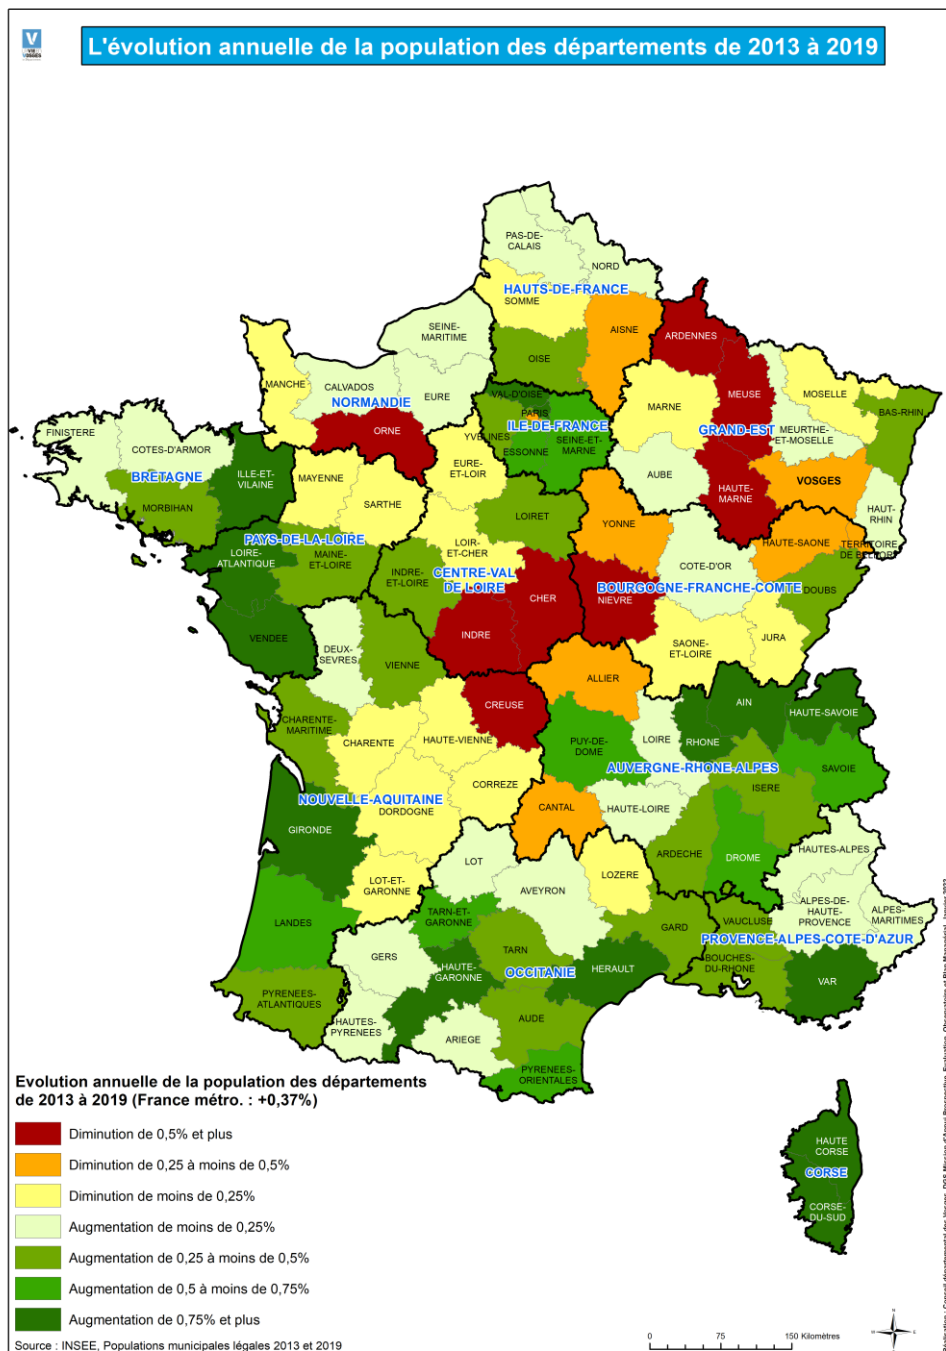 V
VOSGES
L'évolution annuelle de la population des départements de 2013 à 2019
PAS-DE-
CALAIS
NORD
HAUTS-DE-FRANCE
SOMME
AISNE
ARDENNES
SEINE-
MARITIME
OISE
MANCHE
CALVADOS
EURE
NORMANDIE
ORNE
VAL-D'OISE
PARIS
ILE-DE-FRANCE
YVELINES
ESSONNE
SEINE-ET-
MARNE
MARNE
MEUSE
MOSELLE
BAS-RHIN
GRAND-EST
MEURTHE-
ET-MOSELLE
FINISTERE
COTES-D'ARMOR
BRETAGNE
ILLE-ET-
VILAINE
MORBIHAN
MAYENNE
SARTHE
EURE-
ET-LOIR
AUBE
HAUTE-
MARNE
VOSGES
HAUT-
RHIN
LOIRET
YONNE
HAUTE-SAONE
TERRITOIRE
DE BELFORT
PAYS-DE-LA-LOIRE
LOIRE-
ATLANTIQUE
MAINE-
ET-LOIRE
INDRE-
ET-LOIRE
LOIR-
ET-CHER
CENTRE-VAL
DE LOIRE
CHER
COTE-D'OR
BOURGOGNE-FRANCHE-COMTE
NIEVRE
DOUBS
VENDEE
DEUX-
SEVRES
VIENNE
INDRE
SAONE-
ET-LOIRE
JURA
ALLIER
CREUSE
CHARENTE-
MARITIME
CHARENTE
HAUTE-VIENNE
PUY-DE-
DOME
LOIRE
RHONE
AIN
HAUTE-SAVOIE
AUVERGNE-RHONE-ALPES
SAVOIE
ISERE
NOUVELLE-AQUITAINE
DORDOGNE
CORREZE
CANTAL
HAUTE-LOIRE
GIRONDE
LOT-ET-
GARONNE
LOT
AVEYRON
LOZERE
ARDECHE
DROME
HAUTES-ALPES
LANDES
TARN-ET-
GARONNE
TARN
GARD
VAUCLUSE
ALPES-DE-
HAUTE-
PROVENCE
ALPES-
MARITIMES
PROVENCE-ALPES-COTE-D'AZUR
BOUCHES-
DU-RHONE
VAR
GERS
HAUTE-
GARONNE
OCCITANIE
HERAULT
PYRENEES-
ATLANTIQUES
HAUTES-
PYRENEES
ARIEGE
AUDE
PYRENEES-
ORIENTALES
HAUTE
CORSE
CORSE
CORSE-
DU-SUD
Evolution annuelle de la population des départements
de 2013 à 2019 (France métro. : +0,37%)
Diminution de 0,5% et plus
Diminution de 0,25 à moins de 0,5%
Diminution de moins de 0,25%
Augmentation de moins de 0,25%
Augmentation de 0,25 à moins de 0,5%
Augmentation de 0,5 à moins de 0,75%
Augmentation de 0,75% et plus
Source : INSEE, Populations municipales légales 2013 et 2019
0 75 150 Kilomètres